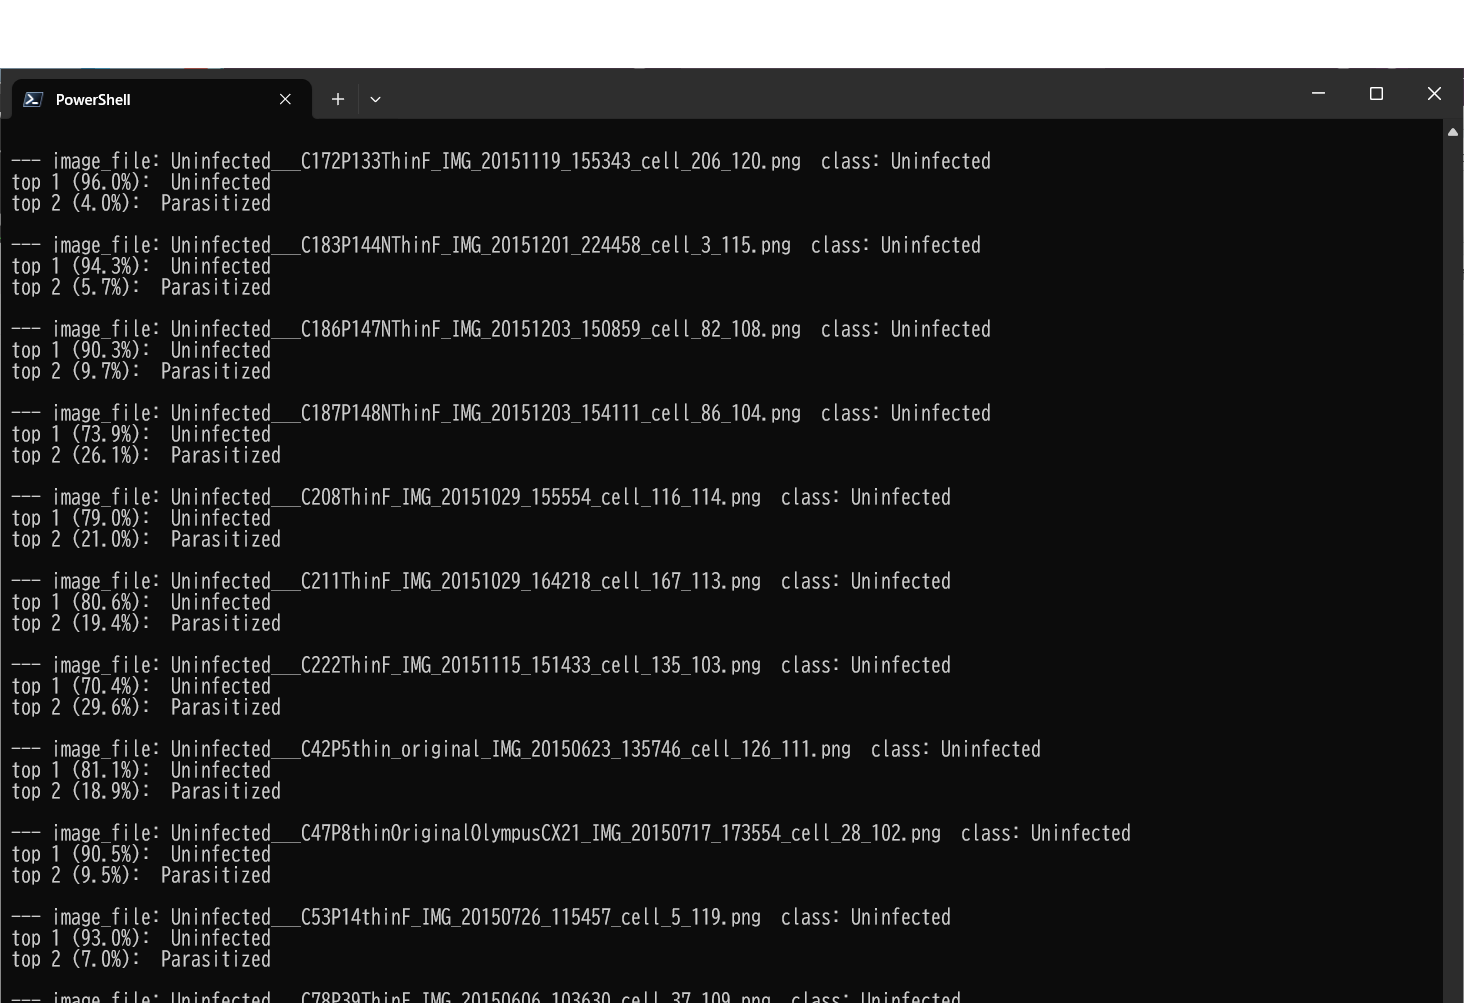 PowerShell
--- image_file: Uninfected___C172P133ThinF_IMG_20151119_155343_cell_206_120.png  class: Uninfected
top 1 (96.0%):  Uninfected
top 2 (4.0%):  Parasitized
--- image_file: Uninfected___C183P144NThinF_IMG_20151201_224458_cell_3_115.png  class: Uninfected
top 1 (94.3%):  Uninfected
top 2 (5.7%):  Parasitized
--- image_file: Uninfected___C186P147NThinF_IMG_20151203_150859_cell_82_108.png  class: Uninfected
top 1 (90.3%):  Uninfected
top 2 (9.7%):  Parasitized
--- image_file: Uninfected___C187P148NThinF_IMG_20151203_154111_cell_86_104.png  class: Uninfected
top 1 (73.9%):  Uninfected
top 2 (26.1%):  Parasitized
--- image_file: Uninfected___C208ThinF_IMG_20151029_155554_cell_116_114.png  class: Uninfected
top 1 (79.0%):  Uninfected
top 2 (21.0%):  Parasitized
--- image_file: Uninfected___C211ThinF_IMG_20151029_164218_cell_167_113.png  class: Uninfected
top 1 (80.6%):  Uninfected
top 2 (19.4%):  Parasitized
--- image_file: Uninfected___C222ThinF_IMG_20151115_151433_cell_135_103.png  class: Uninfected
top 1 (70.4%):  Uninfected
top 2 (29.6%):  Parasitized
--- image_file: Uninfected___C42P5thin_original_IMG_20150623_135746_cell_126_111.png  class: Uninfected
top 1 (81.1%):  Uninfected
top 2 (18.9%):  Parasitized
--- image_file: Uninfected___C47P8thinOriginalOlympusCX21_IMG_20150717_173554_cell_28_102.png  class: Uninfected
top 1 (90.5%):  Uninfected
top 2 (9.5%):  Parasitized
--- image_file: Uninfected___C53P14thinF_IMG_20150726_115457_cell_5_119.png  class: Uninfected
top 1 (93.0%):  Uninfected
top 2 (7.0%):  Parasitized
--- image_file: Uninfected___C78P39ThinF_IMG_20150606_103630_cell_37_109.png  class: Uninfected